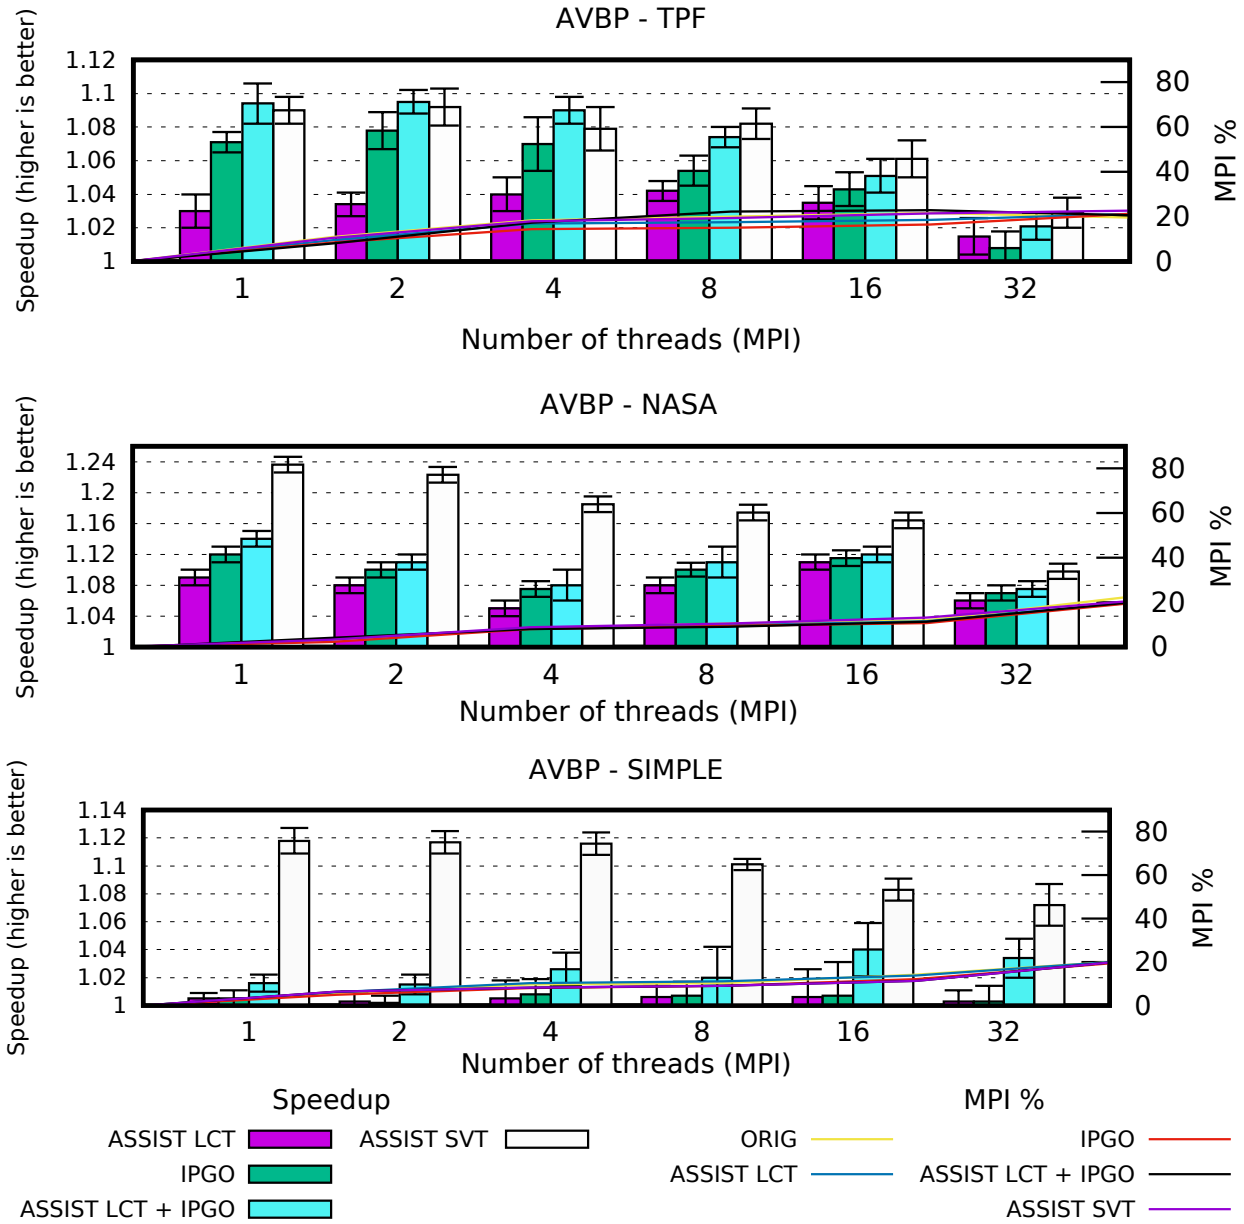 AVBP - TPF
Speedup (higher is better)
1.12
1.1
1.08
1.06
1.04
1.02
1
80
60
40
20
0
MPI %
1 2 4 8 16 32
Number of threads (MPI)
AVBP - NASA
Speedup (higher is better)
1.24
1.2
1.16
1.12
1.08
1.04
1
80
60
40
20
0
MPI %
1 2 4 8 16 32
Number of threads (MPI)
AVBP - SIMPLE
Speedup (higher is better)
1.14
1.12
1.1
1.08
1.06
1.04
1.02
1
80
60
40
20
0
MPI %
1 2 4 8 16 32
Number of threads (MPI)
Speedup
ASSIST LCT
ASSIST SVT
IPGO
ASSIST LCT + IPGO
MPI %
ORIG
IPGO
ASSIST LCT
ASSIST LCT + IPGO
ASSIST SVT